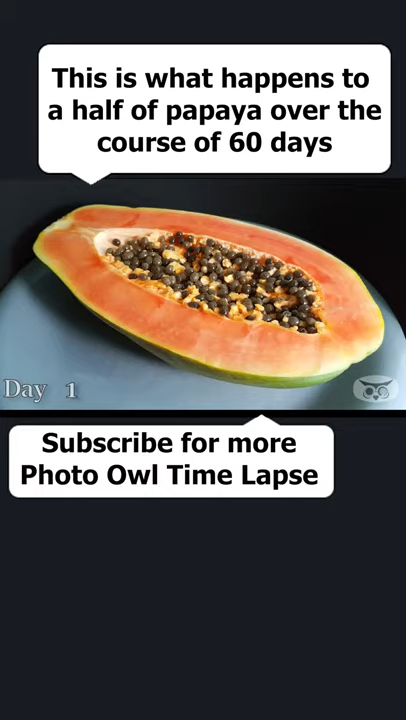 This is what happens to
a half of papaya over the
course of 60 days
Day 1
Subscribe for more
Photo Owl Time Lapse